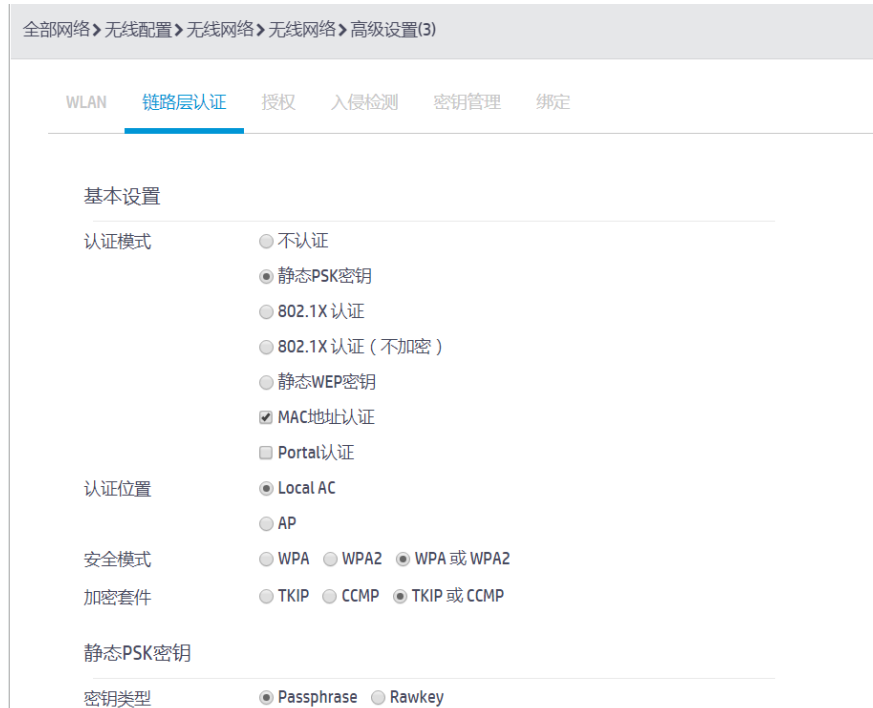 全部网络>无线配置>无线网络>无线网络>高级设置(3)
WLAN 链路层认证 授权 入侵检测 密钥管理 绑定
基本设置
认证模式 不认证
静态PSK密钥
802.1X 认证
802.1X 认证（不加密）
静态WEP密钥
MAC地址认证
Portal认证
认证位置 Local AC
AP
安全模式 WPA WPA2 WPA 或 WPA2
加密套件 TKIP CCMP TKIP 或 CCMP
静态PSK密钥
密钥类型 Passphrase Rawkey